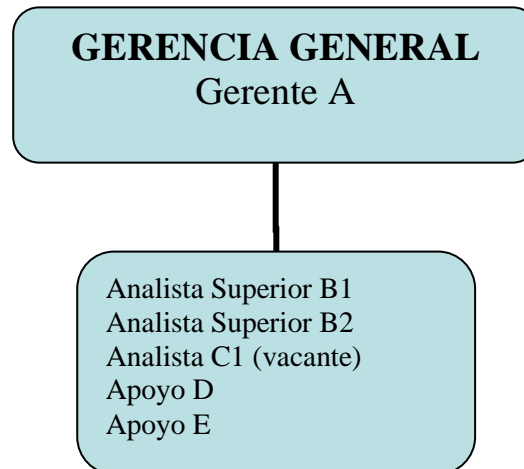 GERENCIA GENERAL
Gerente A
Analista Superior B1
Analista Superior B2
Analista C1 (vacante)
Apoyo D
Apoyo E